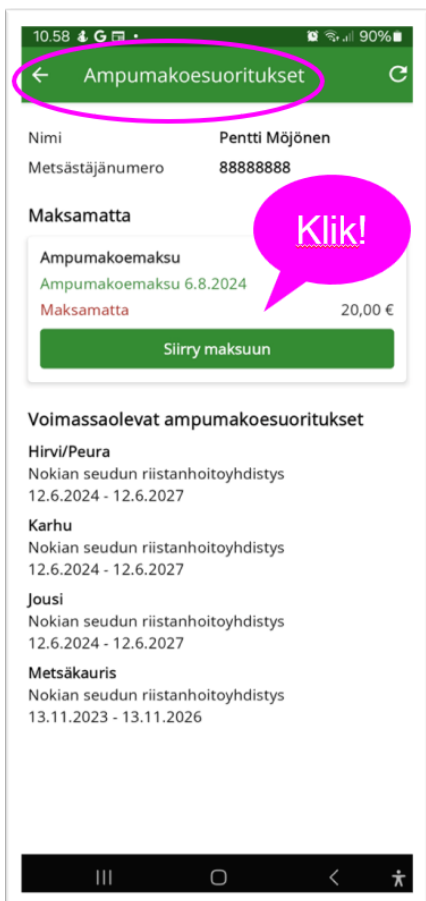 10.58 G 90%
Ampumakoesuoritukset
Nimi Pentti Möjönen
Metsästäjänumero 88888888
Maksamatta
Klik!
Ampumakoemaksu
Ampumakoemaksu 6.8.2024
Maksamatta 20,00 €
Siirry maksuun
Voimassaolevat ampumakoesuoritukset
Hirvi/Peura
Nokian seudun riistanhoitoyhdistys
12.6.2024 - 12.6.2027
Karhu
Nokian seudun riistanhoitoyhdistys
12.6.2024 - 12.6.2027
Jousi
Nokian seudun riistanhoitoyhdistys
12.6.2024 - 12.6.2027
Metsäkauris
Nokian seudun riistanhoitoyhdistys
13.11.2023 - 13.11.2026